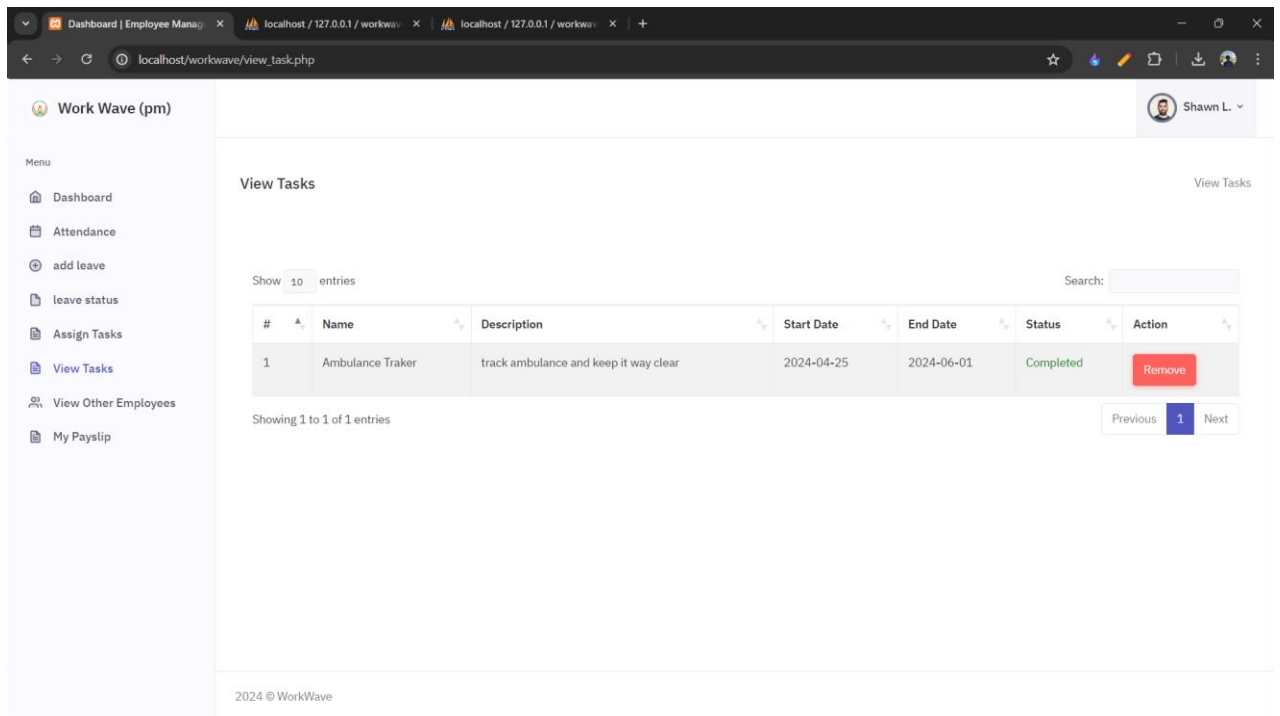 Dashboard | Employee Manag
localhost / 127.0.0.1 / workwav
localhost / 127.0.0.1 / workwav
localhost/workwave/view_task.php
Work Wave (pm)
Shawn L.
Menu
Dashboard
Attendance
add leave
leave status
Assign Tasks
View Tasks
View Other Employees
My Payslip
View Tasks
View Tasks
Show 10 entries
Search:
# Name Description Start Date End Date Status Action
1 Ambulance Traker track ambulance and keep it way clear 2024-04-25 2024-06-01 Completed Remove
Showing 1 to 1 of 1 entries
Previous 1 Next
2024 © WorkWave